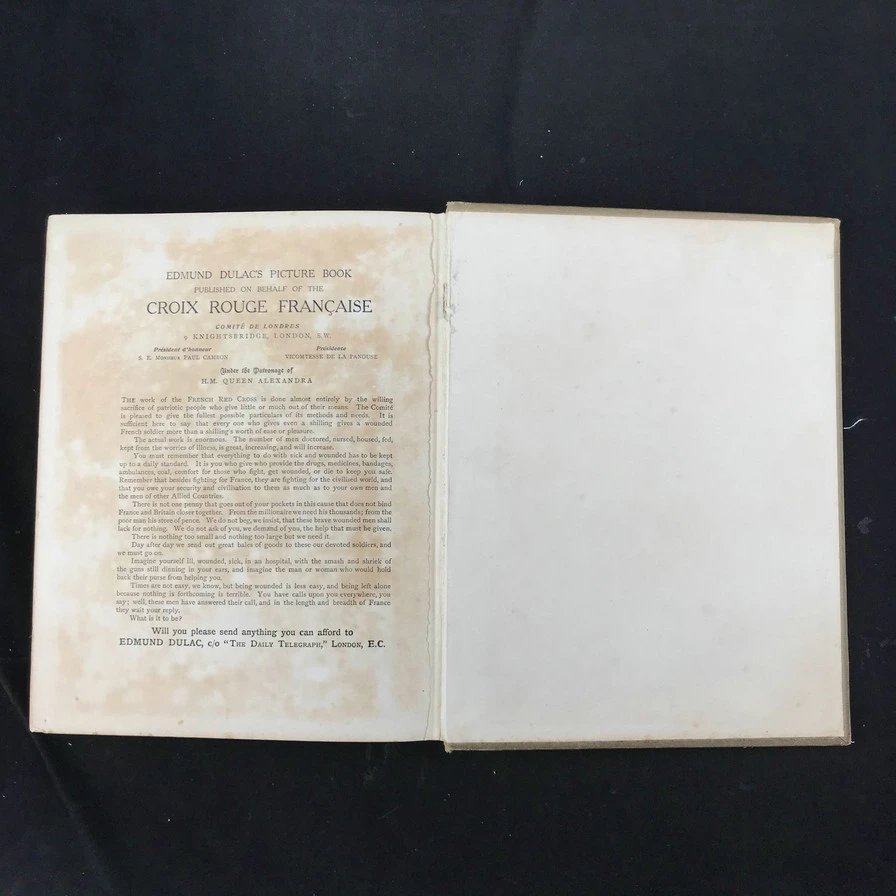 EDMUND DULAC'S PICTURE BOOK
PUBLISHED ON BEHALF OF THE
CROIX ROUGE FRANÇAISE
COMITÉ DE LONDRES
9 KNIGHTSBRIDGE, LONDON, S.W.
Président d'honneur
Présidente
S. E. MONSIEUR PAUL CAMBON
VICOMTESSE DE LA PANOUSE
Under the Patronage of
H.M. QUEEN ALEXANDRA
THE work of the FRENCH RED CROSS is done almost entirely by the willing
sacrifice of patriotic people who give little or much out of their means. The Comité
is pleased to give the fullest possible particulars of its methods and needs. It is
sufficient here to say that every one who gives even a shilling gives a wounded
French soldier more than a shilling's worth of ease or pleasure.
The actual work is enormous. The number of men doctored, nursed, housed, fed,
kept from the worries of illness, is great, increasing, and will increase.
You must remember that everything to do with sick and wounded has to be kept
up to a daily standard. It is you who give who provide the drugs, medicines, bandages,
ambulances, coal, comfort for those who fight, get wounded, or die to keep you safe.
Remember that besides fighting for France, they are fighting for the civilised world, and
that you owe your security and civilisation to them as much as to your own men and
the men of other Allied Countries.
There is not one penny that goes out of your pockets in this cause that does not bind
France and Britain closer together. From the millionaire we need his thousands; from the
poor man his store of pence. We do not beg, we insist, that these brave wounded men shall
lack for nothing. We do not ask of you, we demand of you, the help that must be given.
There is nothing too small and nothing too large but we need it.
Day after day we send out great bales of goods to these our devoted soldiers, and
we must go on.
Imagine yourself ill, wounded, sick, in an hospital, with the smash and shriek of
the guns still dinning in your ears, and imagine the man or woman who would hold
back their purse from helping you.
Times are not easy, we know, but being wounded is less easy, and being left alone
because nothing is forthcoming is terrible. You have calls upon you everywhere, you
say; well, these men have answered their call, and in the length and breadth of France
they wait your reply.
What is it to be?
Will you please send anything you can afford to
EDMUND DULAC, c/o "THE DAILY TELEGRAPH," LONDON, E.C.